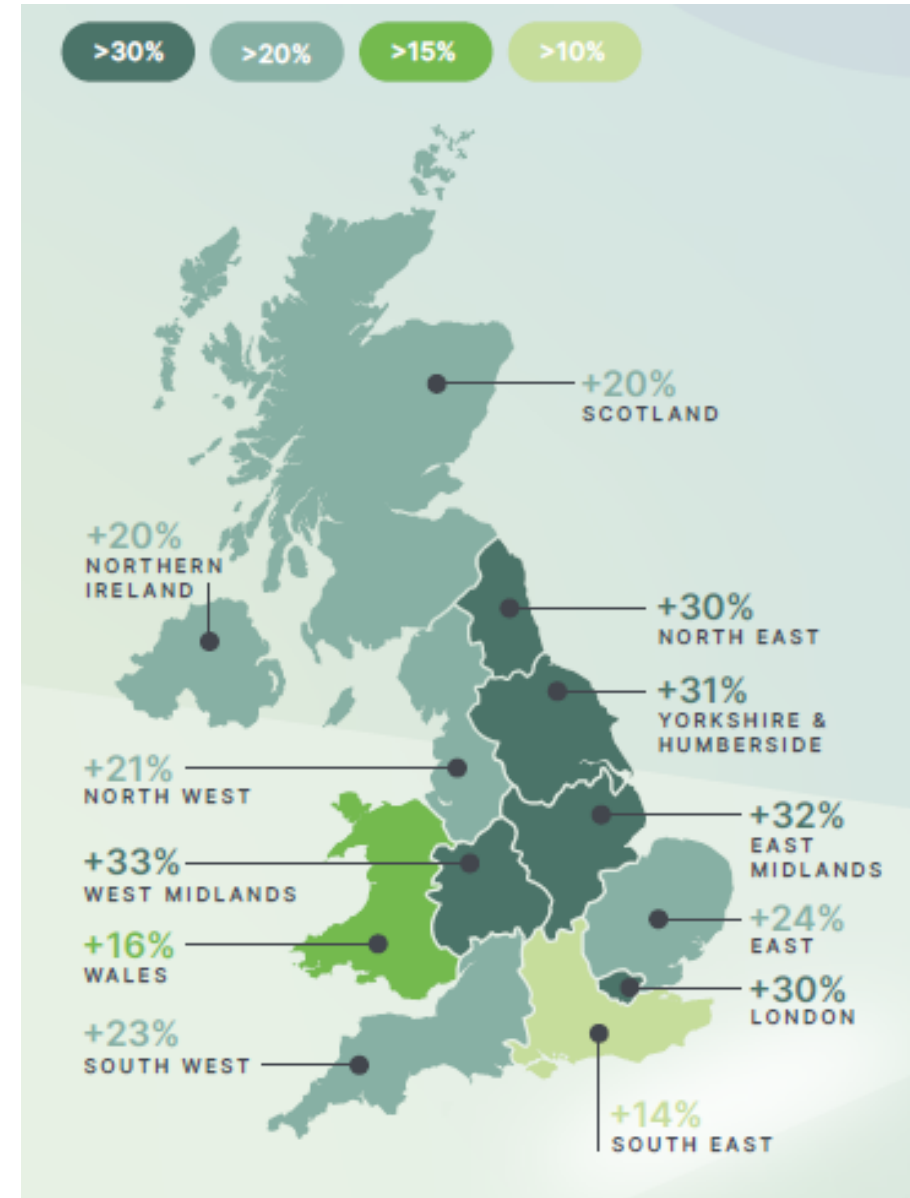 >30% >20% >15% >10%
+20%
SCOTLAND
+20%
NORTHERN
IRELAND
+30%
NORTH EAST
+31%
YORKSHIRE &
HUMBERSIDE
+21%
NORTH WEST
+32%
EAST
MIDLANDS
+33%
WEST MIDLANDS
+24%
EAST
+16%
WALES
+30%
LONDON
+23%
SOUTH WEST
+14%
SOUTH EAST